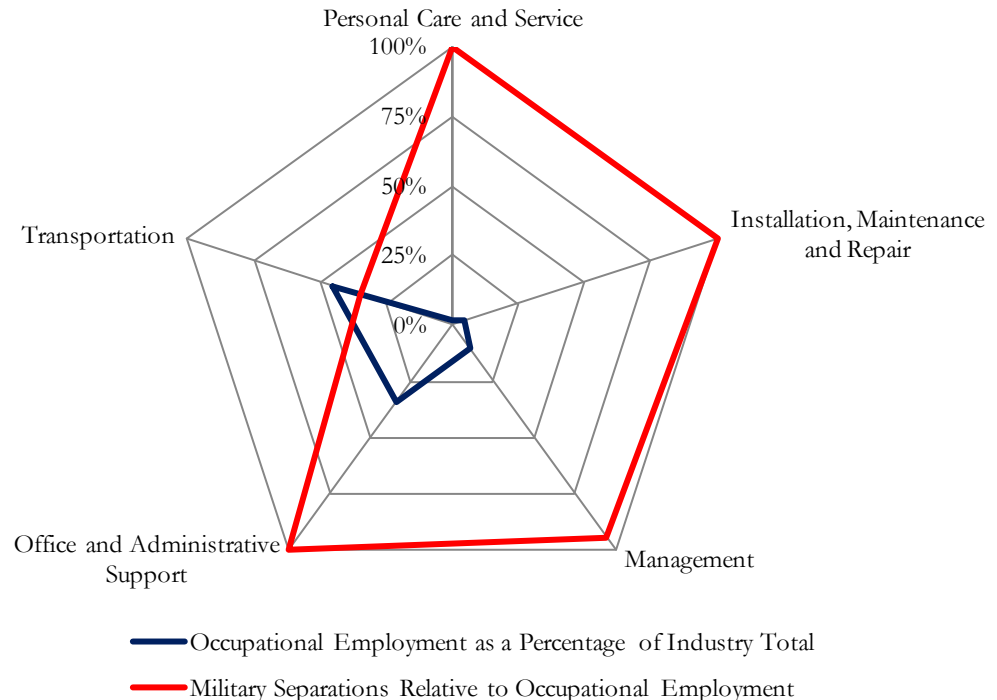 Personal Care and Service
100%
75%
50%
25%
0%
Installation, Maintenance
and Repair
Transportation
Office and Administrative
Support
Management
Occupational Employment as a Percentage of Industry Total
Military Separations Relative to Occupational Employment